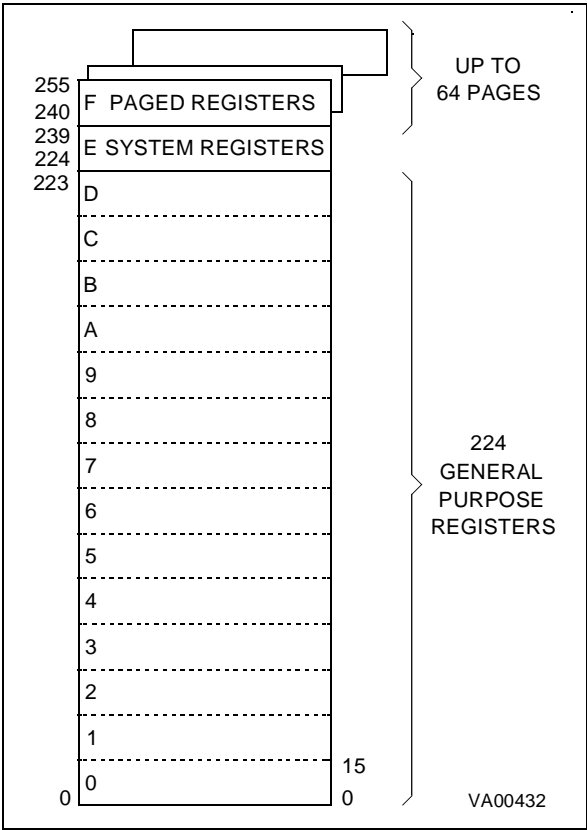 255
240
F PAGED REGISTERS
UP TO
64 PAGES
239
224
E SYSTEM REGISTERS
223
D
C
B
A
9
8
7
6
5
4
3
2
1
0
224
GENERAL
PURPOSE
REGISTERS
15
0
0
VA00432